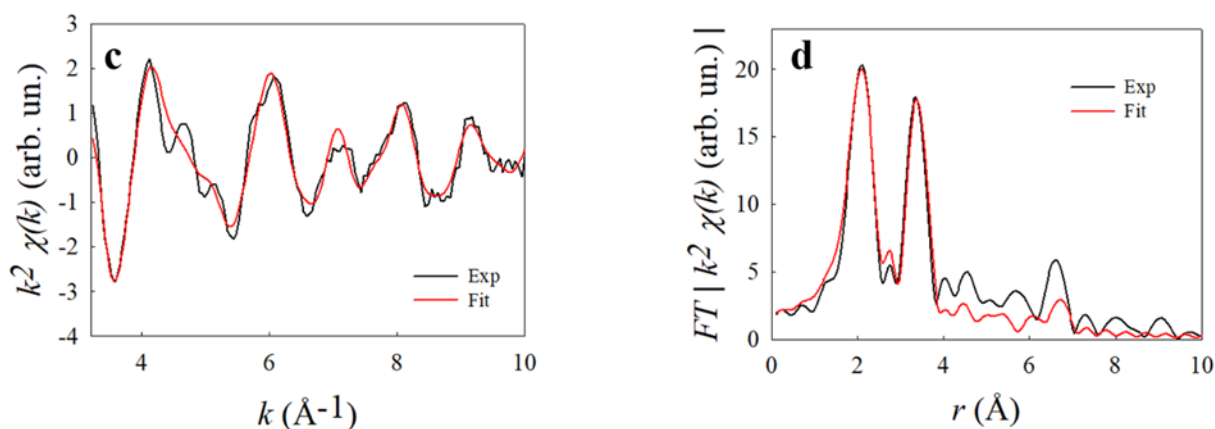 c
k² χ(k) (arb. un.)
3
2
1
0
-1
-2
-3
-4
Exp
Fit
4
6
8
10
k (Å-1)
d
FT | k² χ(k) (arb. un.) |
20
15
10
5
0
Exp
Fit
0
2
4
6
8
10
r (Å)